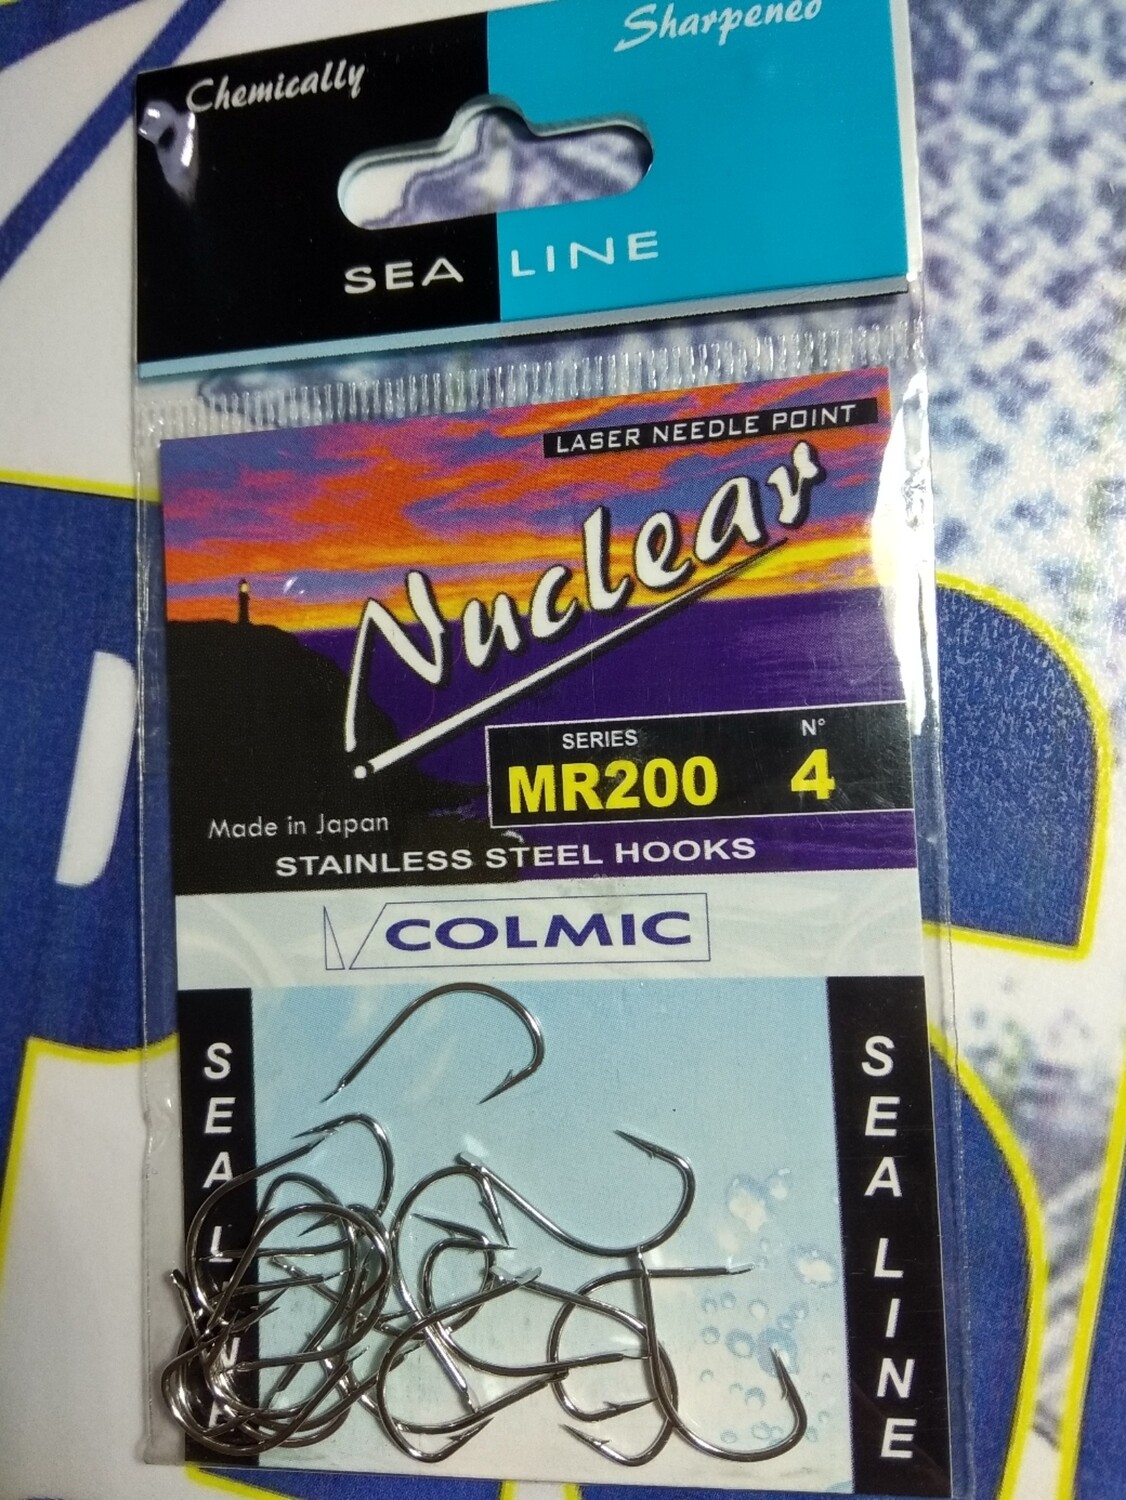 Chemically
Sharpened
SEA LINE
LASER NEEDLE POINT
Nuclear
SERIES
N°
MR200
4
Made in Japan
STAINLESS STEEL HOOKS
COLMIC
SEA LINE
SEA LINE